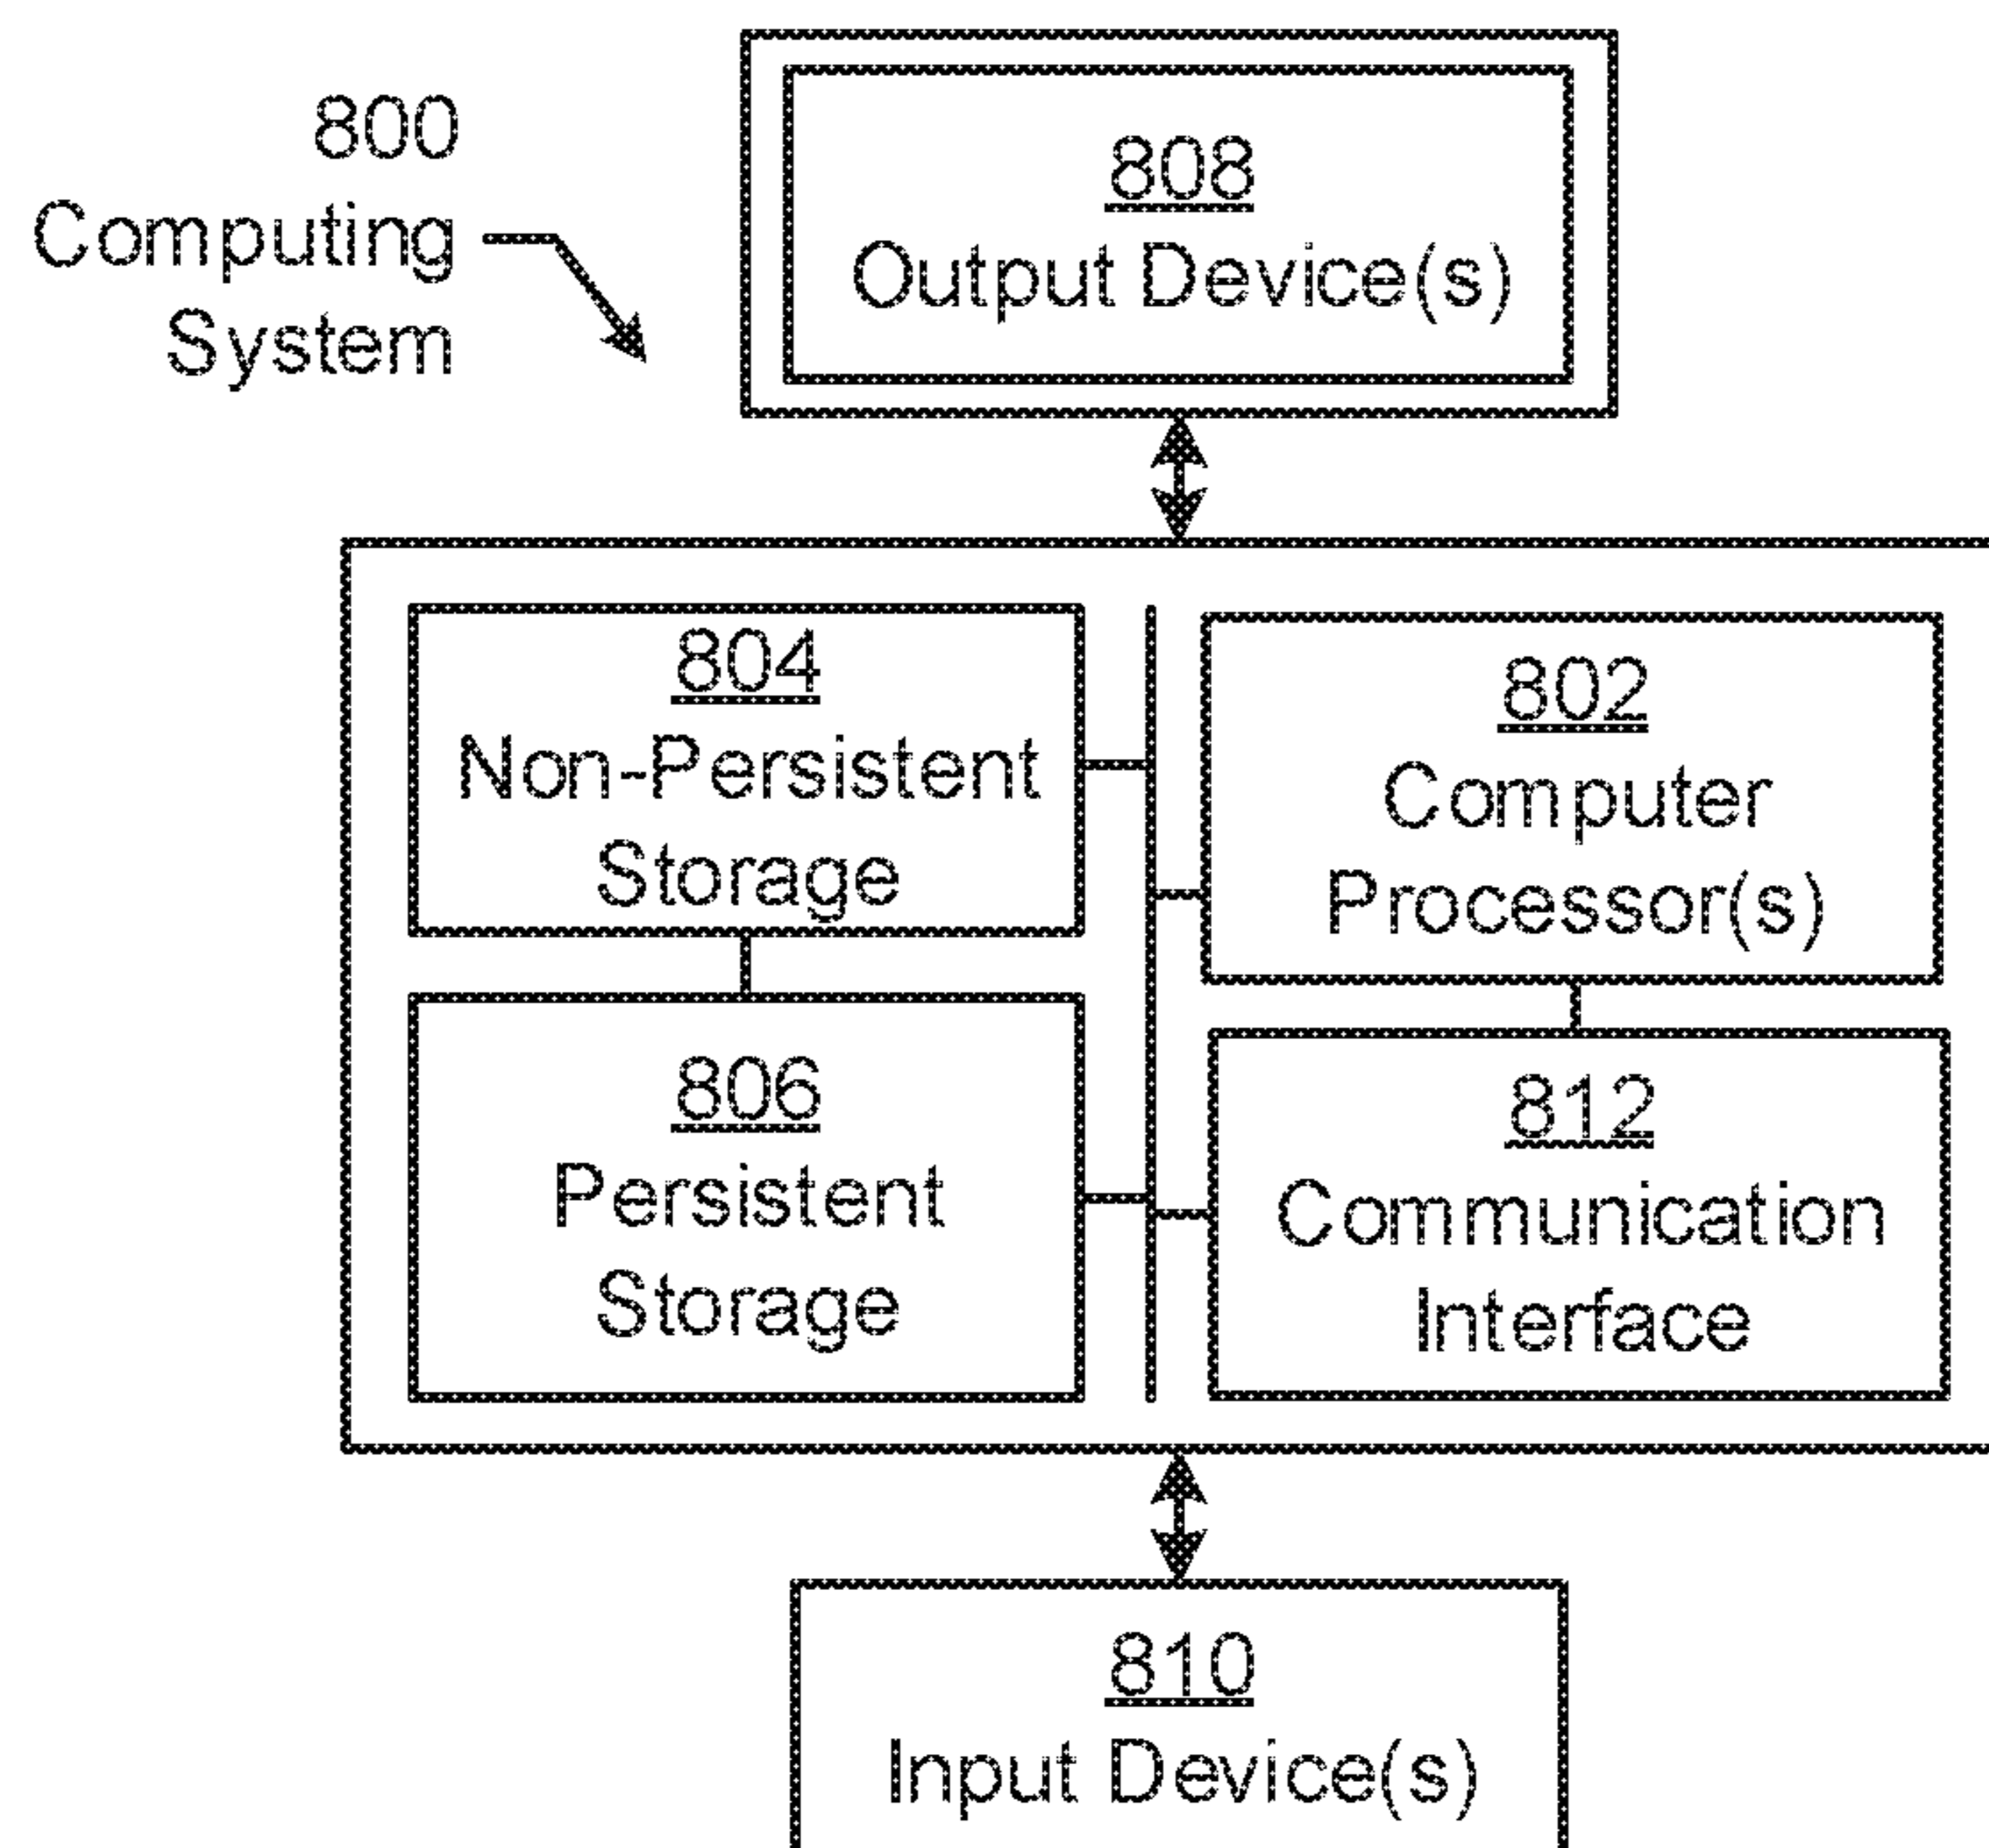 800
Computing
System
808
Output Device(s)
804
Non-Persistent
Storage
802
Computer
Processor(s)
806
Persistent
Storage
812
Communication
Interface
810
Input Device(s)